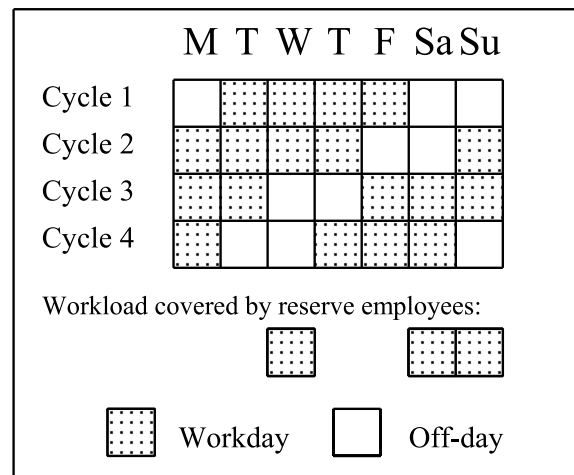 M T W T F Sa Su
Cycle 1
Cycle 2
Cycle 3
Cycle 4
Workload covered by reserve employees:
Workday Off-day